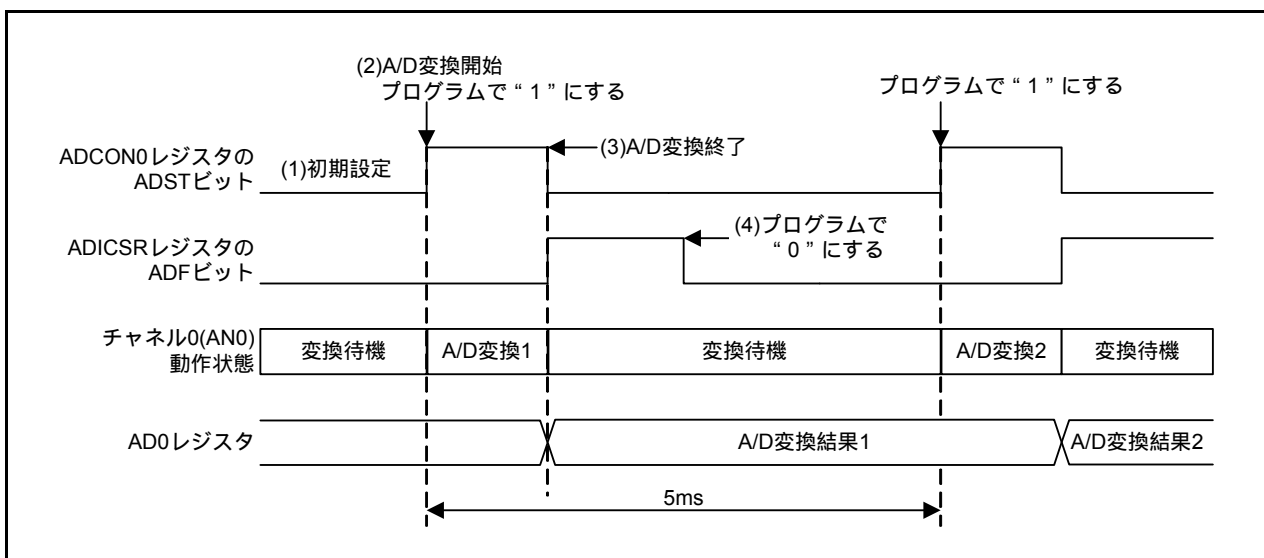 (2)A/D変換開始
プログラムで“1”にする
プログラムで“1”にする
ADCON0レジスタの
ADSTビット
(1)初期設定
(3)A/D変換終了
ADICSRレジスタの
ADFビット
(4)プログラムで
“0”にする
チャネル0(AN0)
動作状態
変換待機
A/D変換1
変換待機
A/D変換2
変換待機
AD0レジスタ
A/D変換結果1
A/D変換結果2
5ms